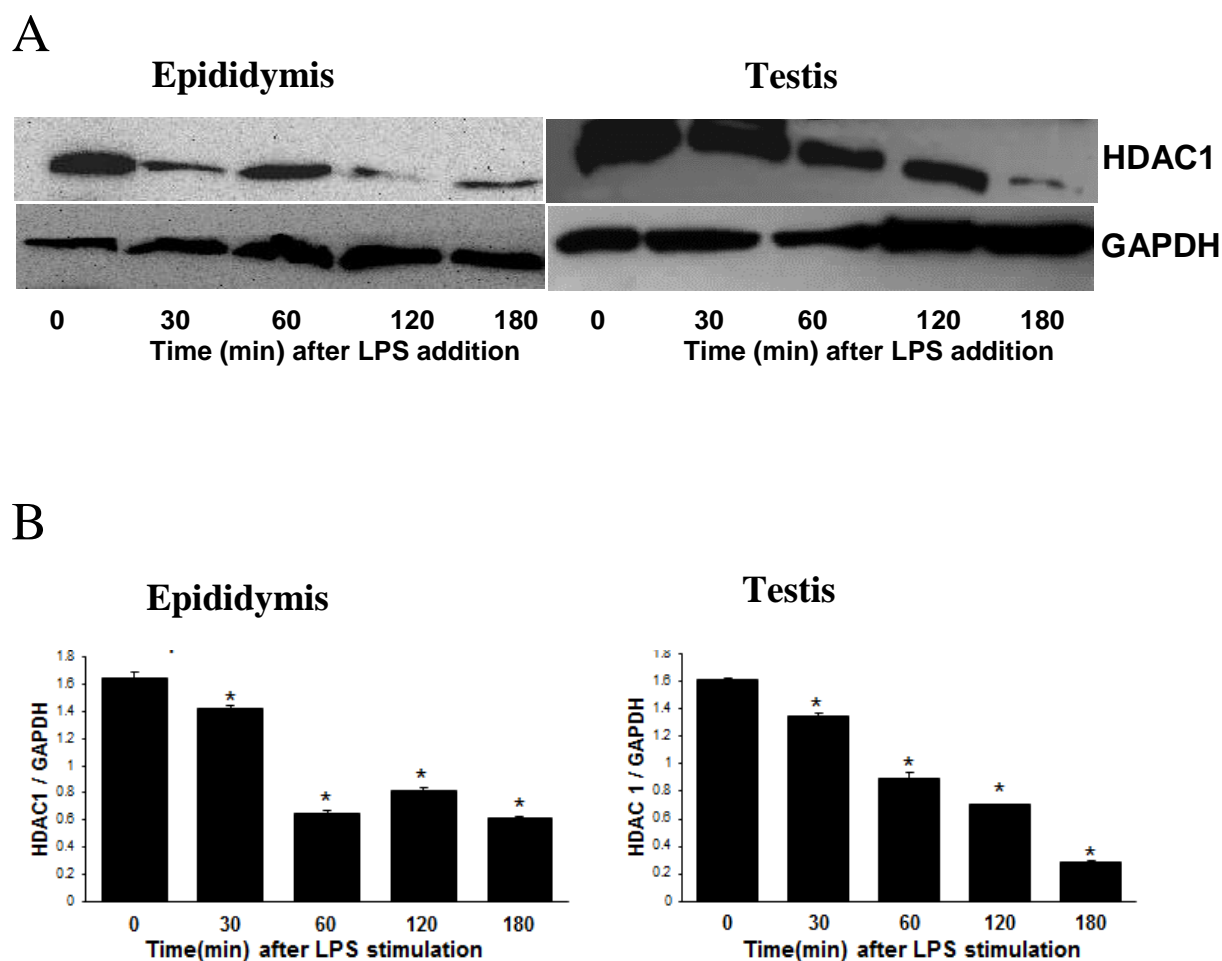 A
Epididymis
Testis
HDAC1
GAPDH
0 30 60 120 180
Time (min) after LPS addition
0 30 60 120 180
Time (min) after LPS addition
B
Epididymis
Testis
HDAC1 / GAPDH
1.8
1.6
1.4
1.2
1
0.8
0.6
0.4
0.2
0
*
*
*
*
0 30 60 120 180
Time(min) after LPS stimulation
HDAC 1 / GAPDH
1.8
1.6
1.4
1.2
1
0.8
0.6
0.4
0.2
0
*
*
*
*
0 30 60 120 180
Time(min) after LPS stimulation